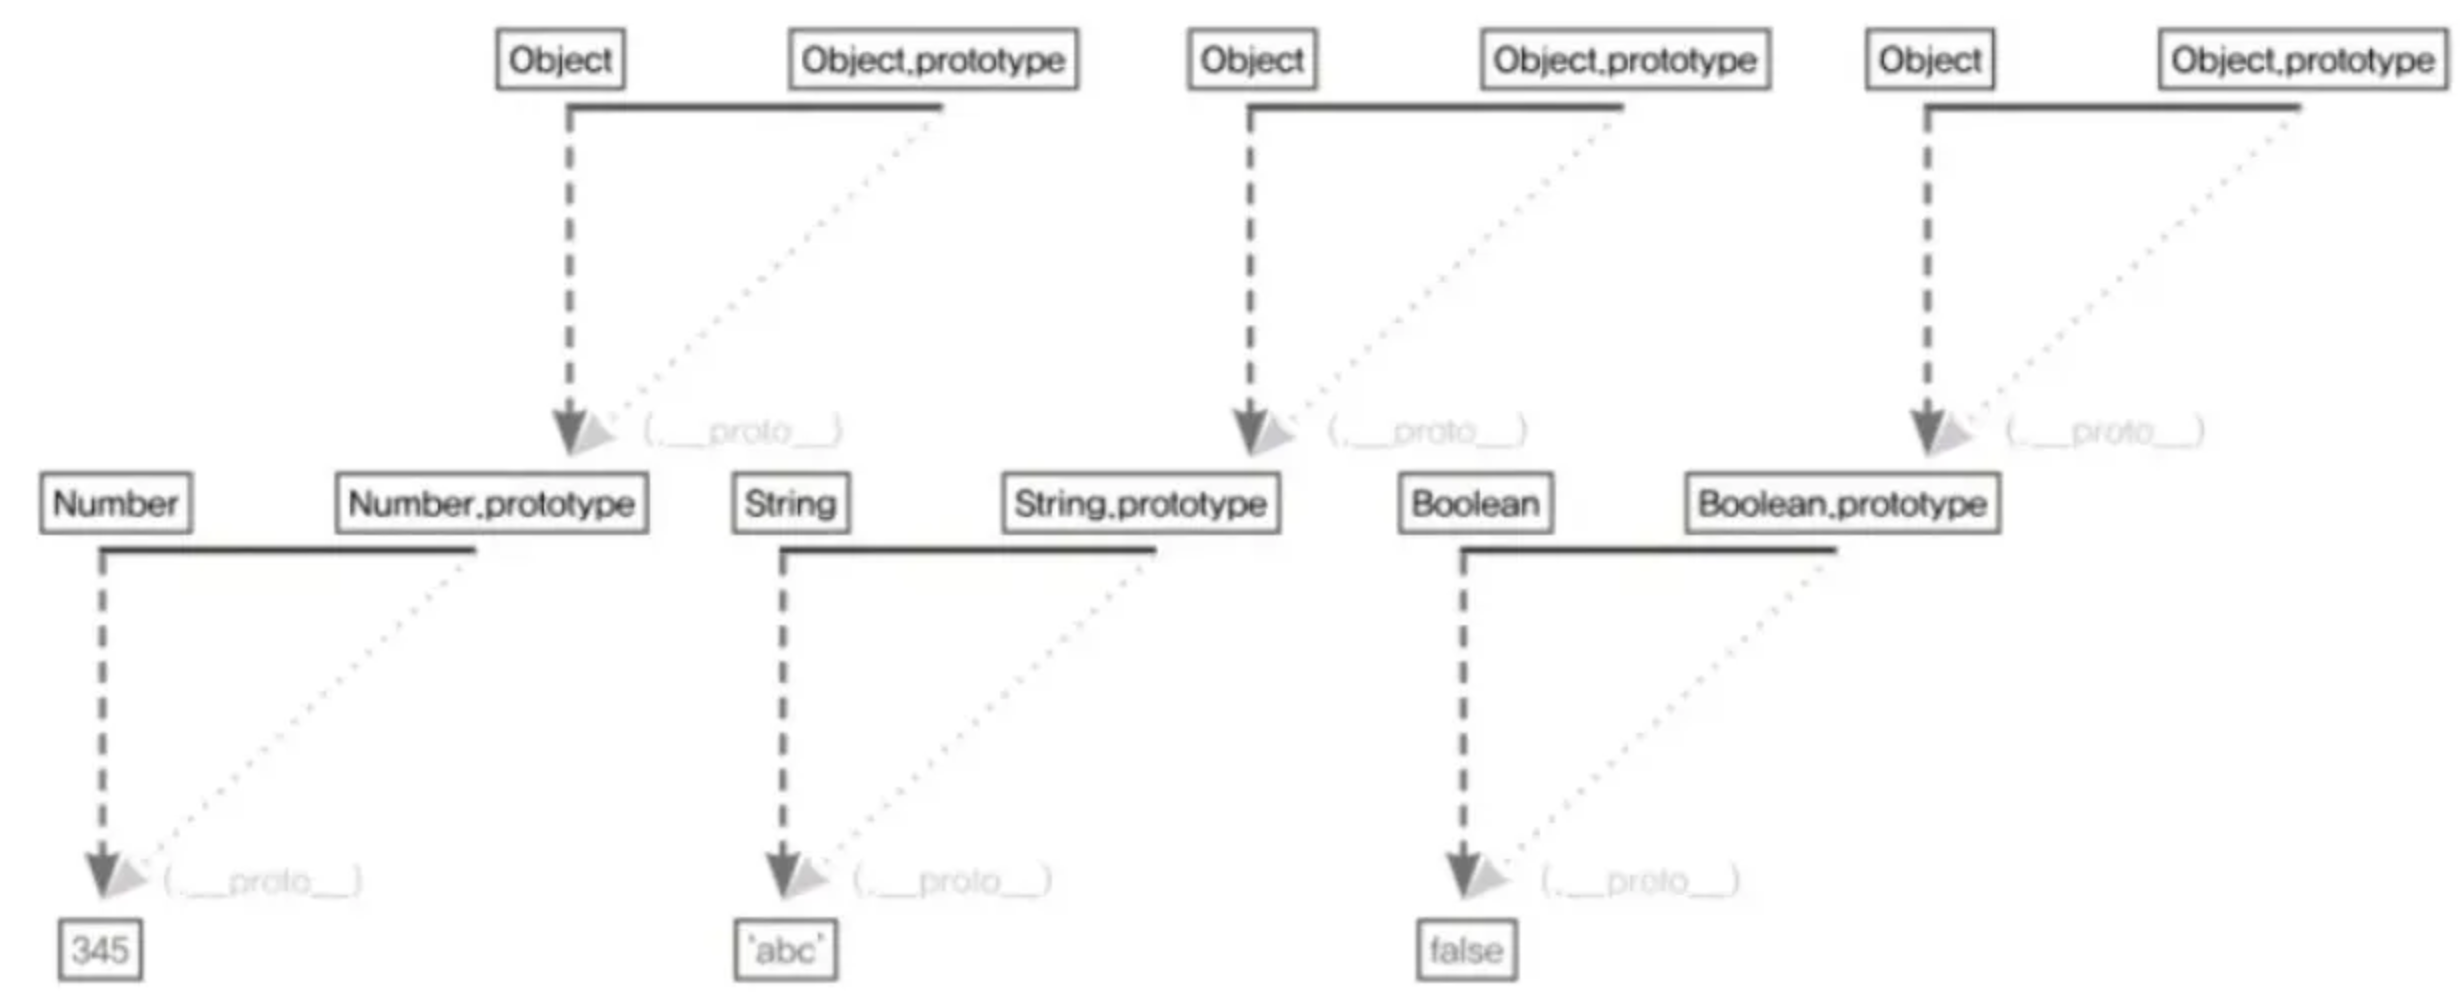 Object Object.prototype Object Object.prototype Object Object.prototype
(.__proto__) (.__proto__) (.__proto__)
Number Number.prototype String String.prototype Boolean Boolean.prototype
(.__proto__) (.__proto__) (.__proto__)
345 'abc' false